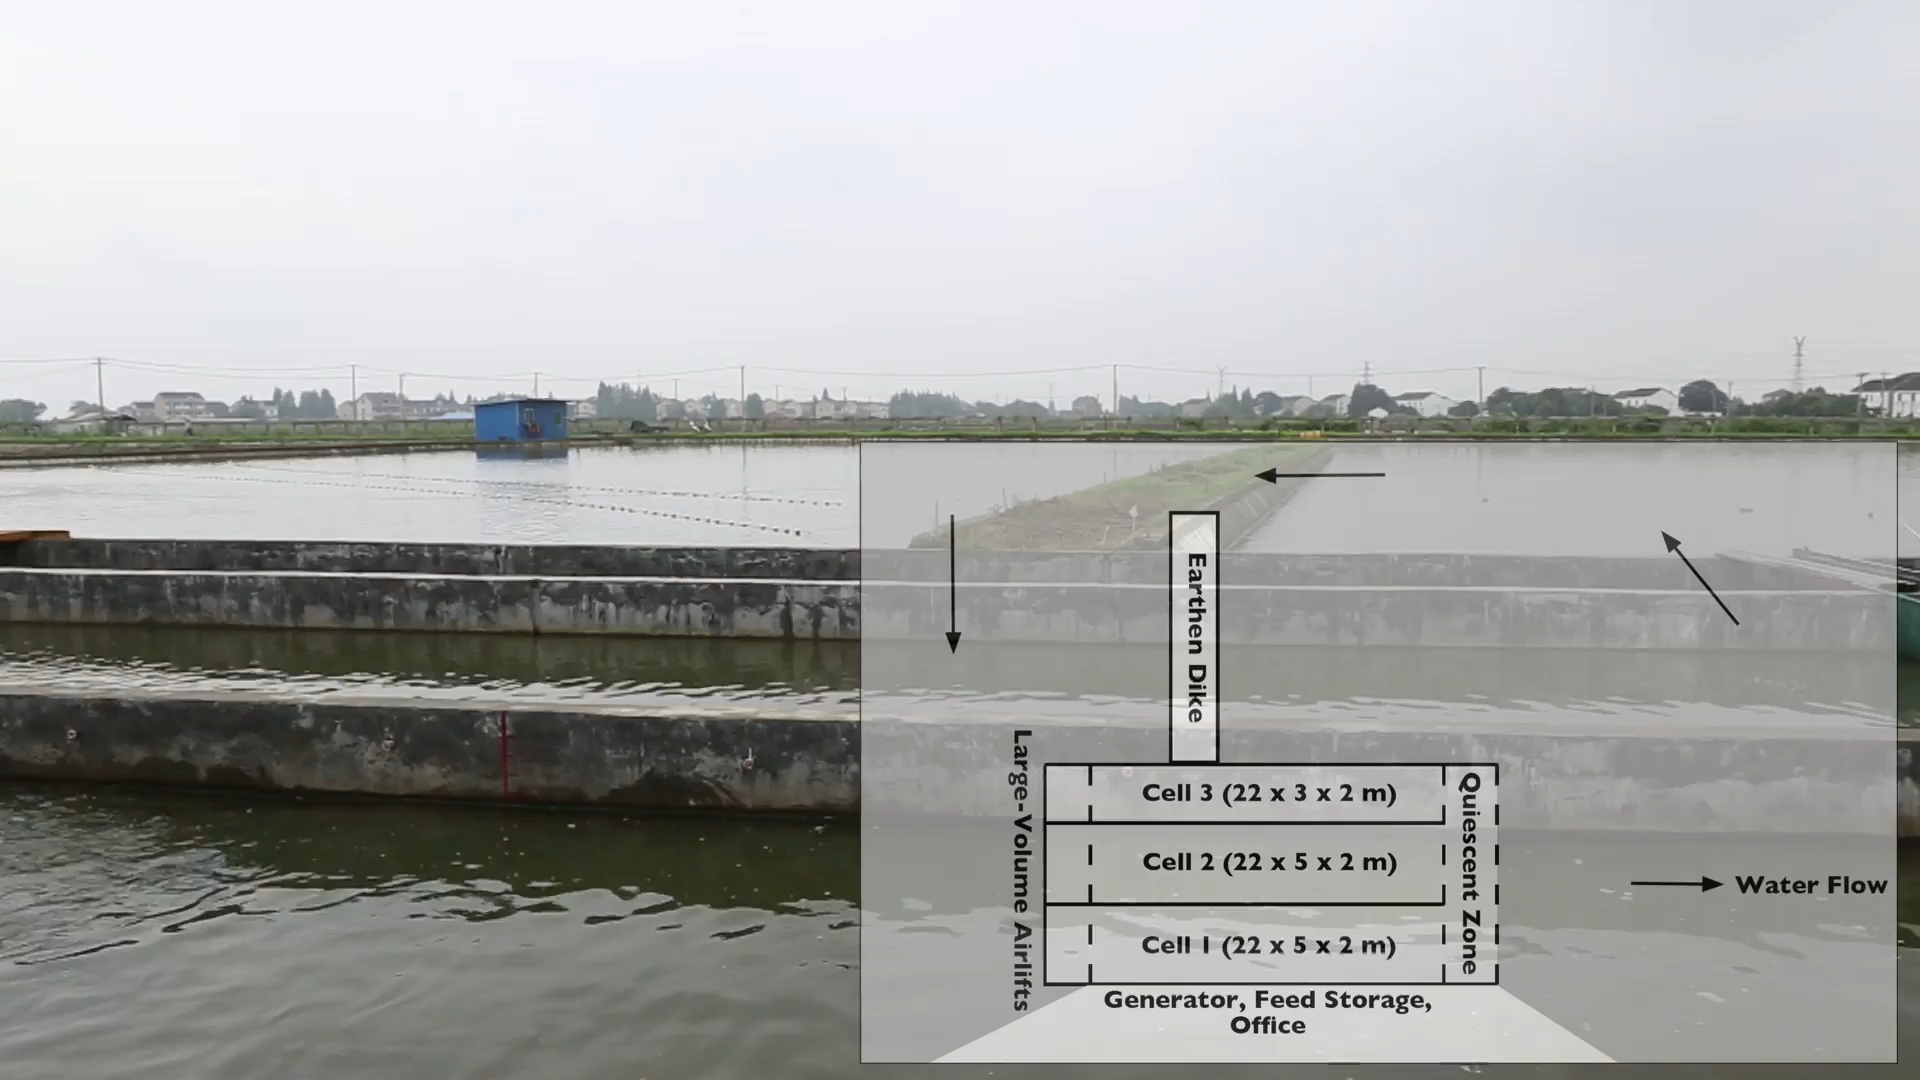 Earthen Dike
Large-Volume Airlifts
Cell 3 (22 x 3 x 2 m)
Cell 2 (22 x 5 x 2 m)
Cell 1 (22 x 5 x 2 m)
Quiescent Zone
Water Flow
Generator, Feed Storage,
Office